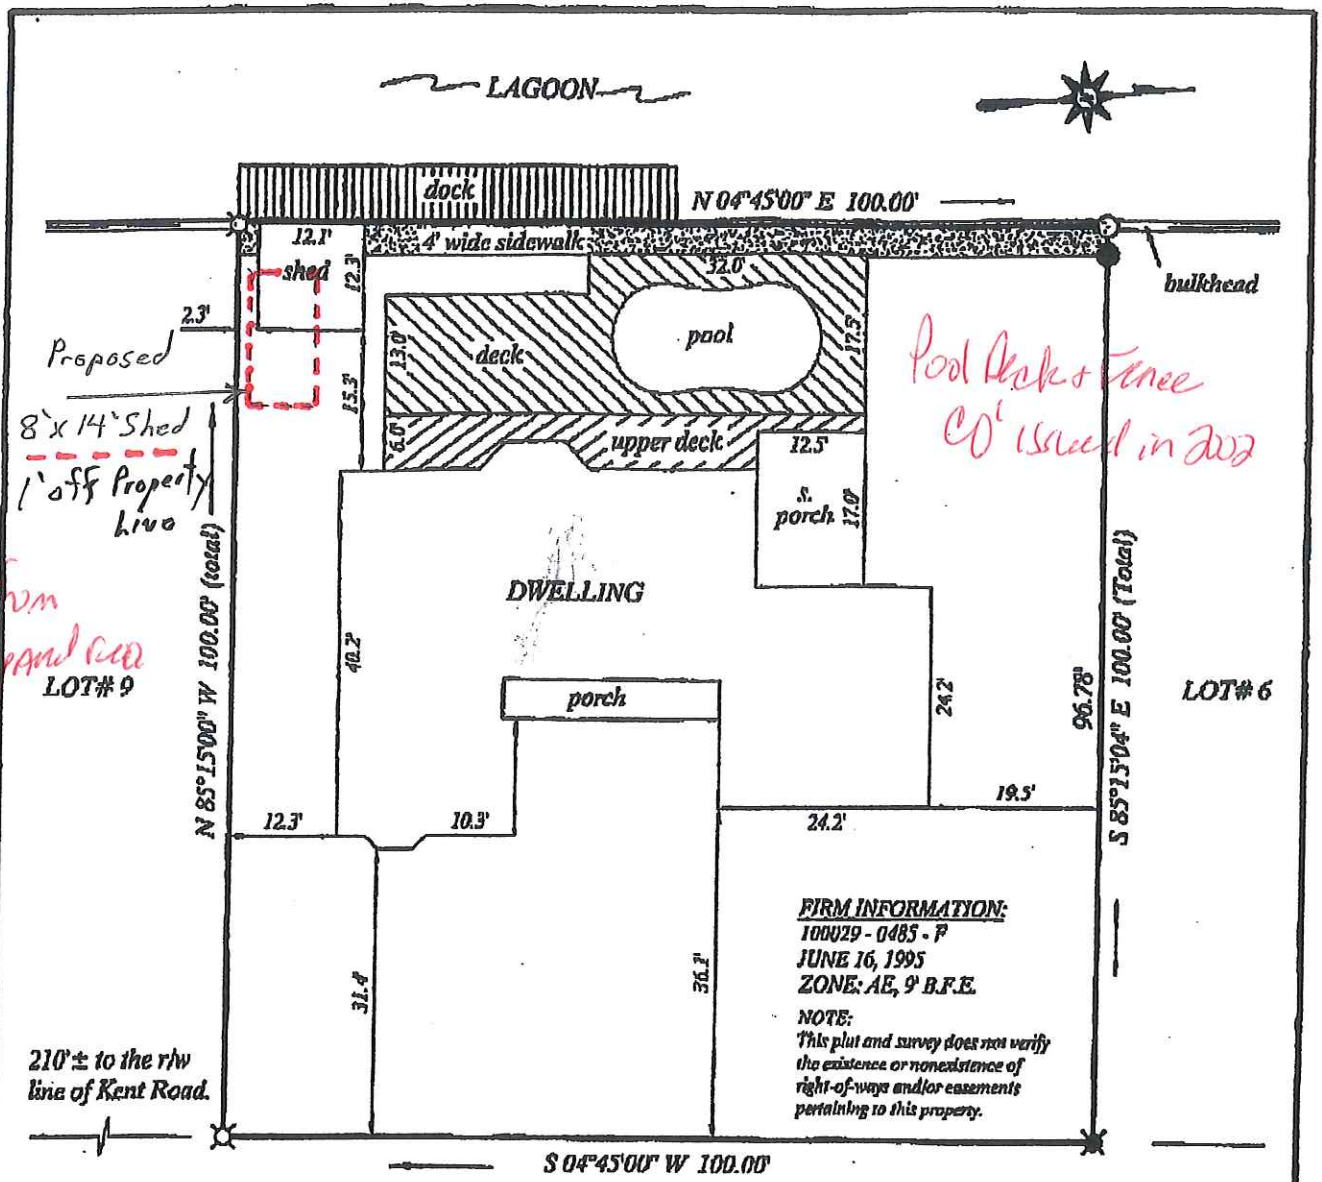 LAGOON
dock
N 04°45'00" E 100.00'
12.1'
4' wide sidewalk
shed
12.3'
32.0'
bulkhead
2.3'
Proposed
8' x 14' Shed
1' off Property
Line
13.0'
deck
pool
17.5'
15.3'
6.0'
upper deck
12.5'
s.
porch
17.0'
Pool Deck + Fence
CO' issued in 2002
DWELLING
N 85°15'00" W 100.00' (total)
LOT# 9
40.2'
porch
24.2'
96.78'
S 85°15'04" E 100.00' (Total)
LOT# 6
12.3'
10.3'
24.2'
19.5'
31.4'
36.1'
FIRM INFORMATION:
100029 - 0485 - F
JUNE 16, 1995
ZONE: AE, 9' B.F.E.
NOTE:
This plut and survey does not verify
the existence or nonexistence of
right-of-ways and/or easements
pertaining to this property.
210'± to the r/w
line of Kent Road.
S 04°45'00" W 100.00'